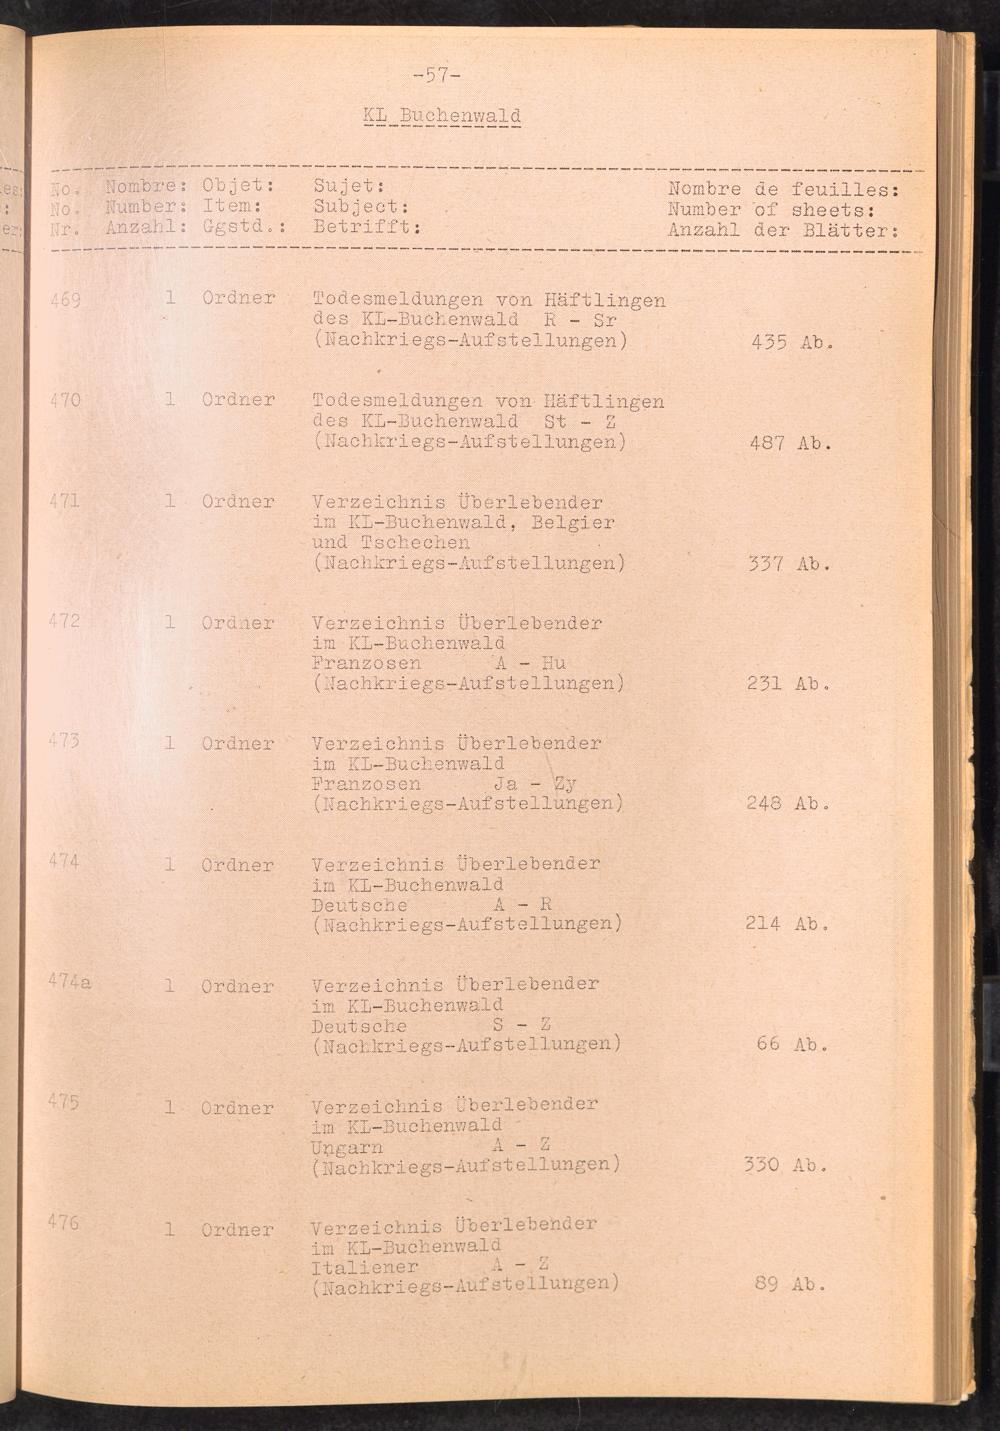 -57-
KL Buchenwald
No. Nombre: Objet: Sujet: Nombre de feuilles:
No. Number: Item: Subject: Number of sheets:
Nr. Anzahl: Ggstd.: Betrifft: Anzahl der Blätter:
469 1 Ordner Todesmeldungen von Häftlingen
des KL-Buchenwald R - Sr
(Nachkriegs-Aufstellungen) 435 Ab.
470 1 Ordner Todesmeldungen von Häftlingen
des KL-Buchenwald St - Z
(Nachkriegs-Aufstellungen) 487 Ab.
471 1 Ordner Verzeichnis Überlebender
im KL-Buchenwald, Belgier
und Tschechen
(Nachkriegs-Aufstellungen) 337 Ab.
472 1 Ordner Verzeichnis Überlebender
im KL-Buchenwald
Franzosen A - Hu
(Nachkriegs-Aufstellungen) 231 Ab.
473 1 Ordner Verzeichnis Überlebender
im KL-Buchenwald
Franzosen Ja - Zy
(Nachkriegs-Aufstellungen) 248 Ab.
474 1 Ordner Verzeichnis Überlebender
im KL-Buchenwald
Deutsche A - R
(Nachkriegs-Aufstellungen) 214 Ab.
474a 1 Ordner Verzeichnis Überlebender
im KL-Buchenwald
Deutsche S - Z
(Nachkriegs-Aufstellungen) 66 Ab.
475 1 Ordner Verzeichnis Überlebender
im KL-Buchenwald
Ungarn A - Z
(Nachkriegs-Aufstellungen) 330 Ab.
476 1 Ordner Verzeichnis Überlebender
im KL-Buchenwald
Italiener A - Z
(Nachkriegs-Aufstellungen) 89 Ab.